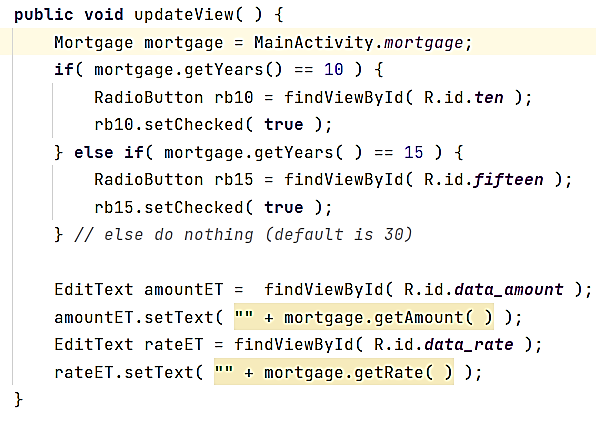 public void updateView( ) {
Mortgage mortgage = MainActivity.mortgage;
if( mortgage.getYears() == 10 ) {
RadioButton rb10 = findViewById( R.id.ten );
rb10.setChecked( true );
} else if( mortgage.getYears( ) == 15 ) {
RadioButton rb15 = findViewById( R.id.fifteen );
rb15.setChecked( true );
} // else do nothing (default is 30)
EditText amountET =  findViewById( R.id.data_amount );
amountET.setText( "" + mortgage.getAmount( ) );
EditText rateET = findViewById( R.id.data_rate );
rateET.setText( "" + mortgage.getRate( ) );
}